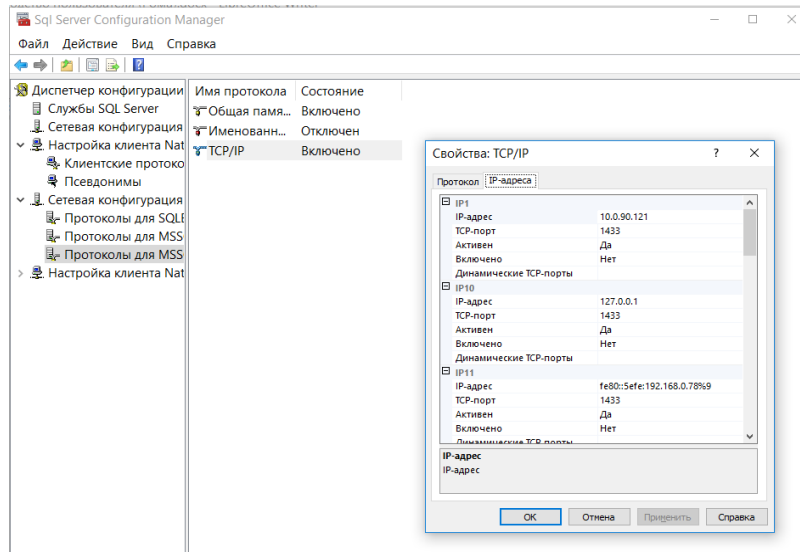 Sql Server Configuration Manager
Файл Действие Вид Справка
Диспетчер конфигурации
Службы SQL Server
Сетевая конфигурация
Настройка клиента Nat
Клиентские протоко
Псевдонимы
Сетевая конфигурация
Протоколы для SQLE
Протоколы для MSS
Протоколы для MSS
Настройка клиента Nat
Имя протокола Состояние
Общая памя... Включено
Именованн... Отключен
TCP/IP Включено
Свойства: TCP/IP
Протокол IP-адреса
IP1
IP-адрес 10.0.90.121
TCP-порт 1433
Активен Да
Включено Нет
Динамические TCP-порты
IP10
IP-адрес 127.0.0.1
TCP-порт 1433
Активен Да
Включено Нет
Динамические TCP-порты
IP11
IP-адрес fe80::5efe:192.168.0.78%9
TCP-порт 1433
Активен Да
Включено Нет
Динамические TCP-порты
IP-адрес
IP-адрес
ОК Отмена Применить Справка